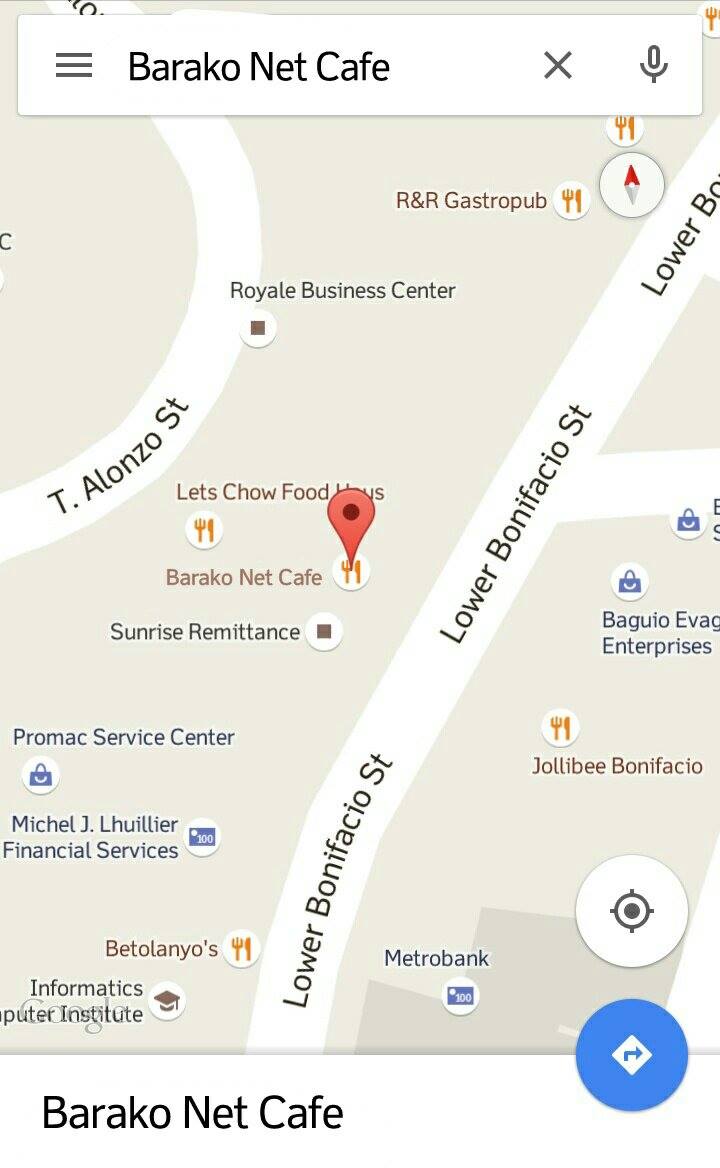 Barako Net Cafe
R&R Gastropub
Lower Bo
C
Royale Business Center
T. Alonzo St
Lower Bonifacio St
Lets Chow Food
Barako Net Cafe
Sunrise Remittance
Baguio Evag
Enterprises
Promac Service Center
Jollibee Bonifacio
Lower Bonifacio St
Michel J. Lhuillier
Financial Services
100
Betolanyo's
Metrobank
100
Informatics
puter Institute
Google
Barako Net Cafe